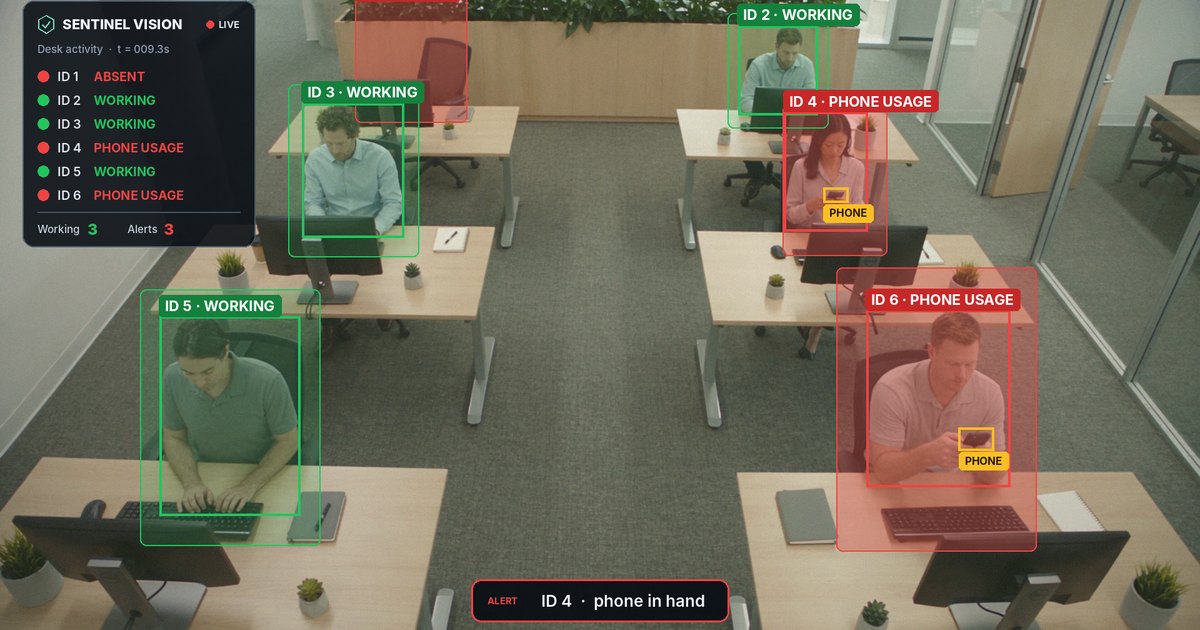 SENTINEL VISION
LIVE
Desk activity · t = 009.3s
ID 1 ABSENT
ID 2 WORKING
ID 3 WORKING
ID 4 PHONE USAGE
ID 5 WORKING
ID 6 PHONE USAGE
Working 3 Alerts 3
ID 2 · WORKING
ID 3 · WORKING
ID 4 · PHONE USAGE
PHONE
ID 5 · WORKING
ID 6 · PHONE USAGE
PHONE
ALERT ID 4 · phone in hand